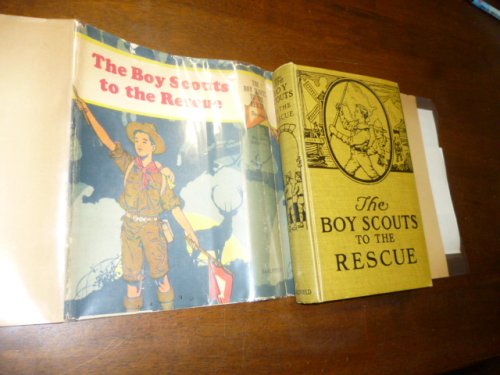 The Boy Scouts
to the Rescue
THE
BOY SCOUTS
TO THE
RESCUE
The
BOY SCOUTS
TO THE
RESCUE